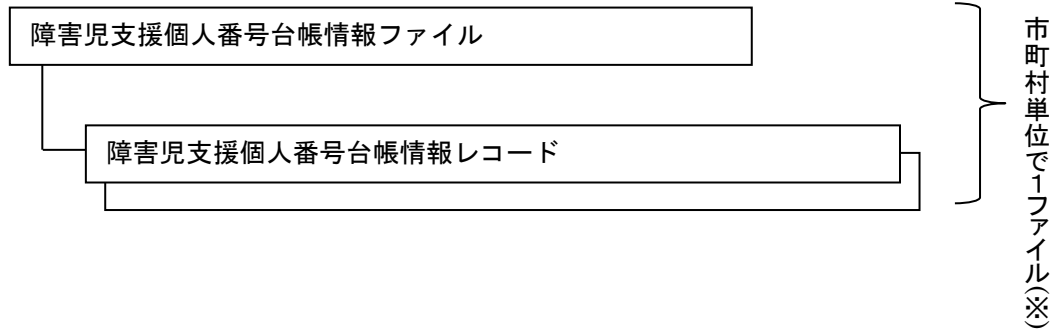 障害児支援個人番号台帳情報ファイル
障害児支援個人番号台帳情報レコード
市町村単位で1ファイル(※)